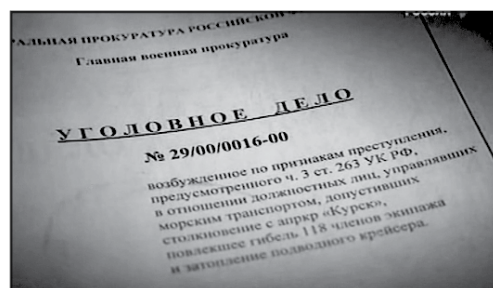 РАЛЬНАЯ ПРОКУРАТУРА РОССИЙСКОЙ
Главная военная прокуратура
УГОЛОВНОЕ ДЕЛО
№ 29/00/0016-00
возбужденное по признакам преступления,
предусмотренного ч. 3 ст. 263 УК РФ,
в отношении должностных лиц, управлявших
морским транспортом, допустивших
столкновение с апркр «Курск»,
повлекшее гибель 118 членов экипажа
и затопление подводного крейсера.